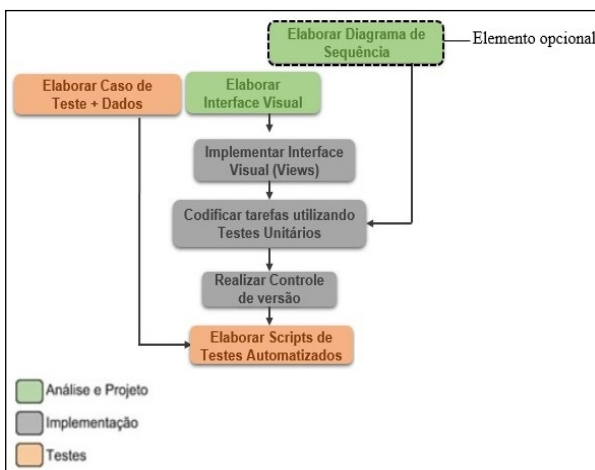 Elaborar Diagrama de
Sequência
Elemento opcional
Elaborar Caso de
Teste + Dados
Elaborar
Interface Visual
Implementar Interface
Visual (Views)
Codificar tarefas utilizando
Testes Unitários
Realizar Controle
de versão
Elaborar Scripts de
Testes Automatizados
Análise e Projeto
Implementação
Testes